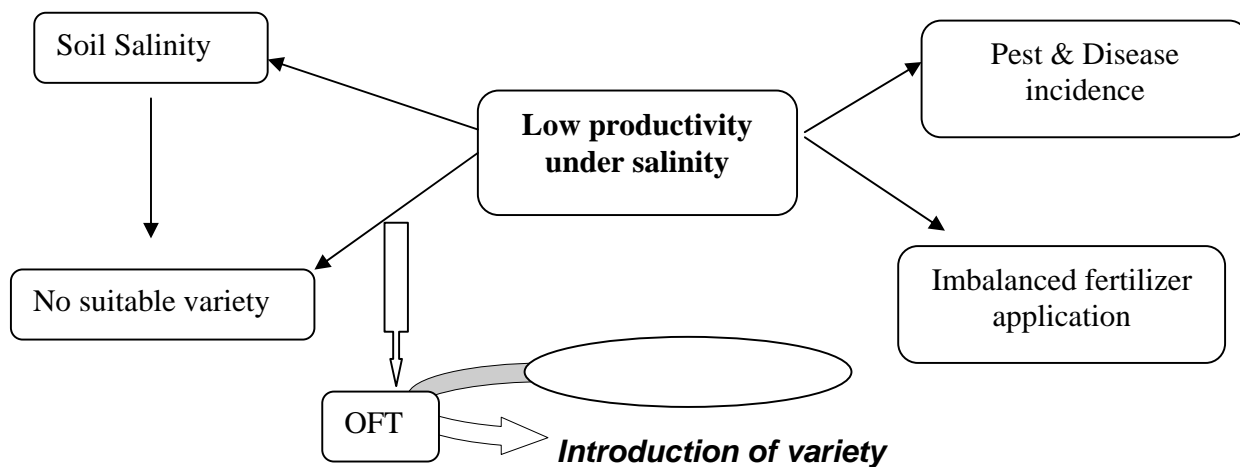 Soil Salinity
Pest & Disease
incidence
Low productivity
under salinity
No suitable variety
Imbalanced fertilizer
application
OFT
Introduction of variety